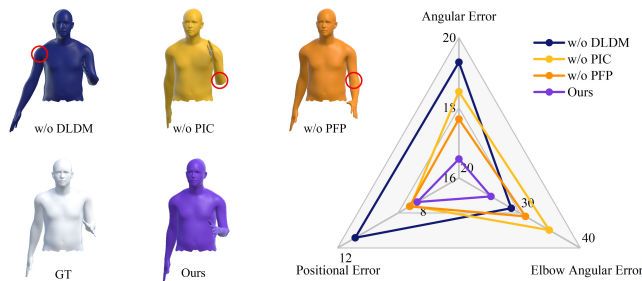 w/o DLDM
w/o PIC
w/o PFP
GT
Ours
Angular Error
20
18
16
20
30
40
8
12
Positional Error
Elbow Angular Error
w/o DLDM
w/o PIC
w/o PFP
Ours